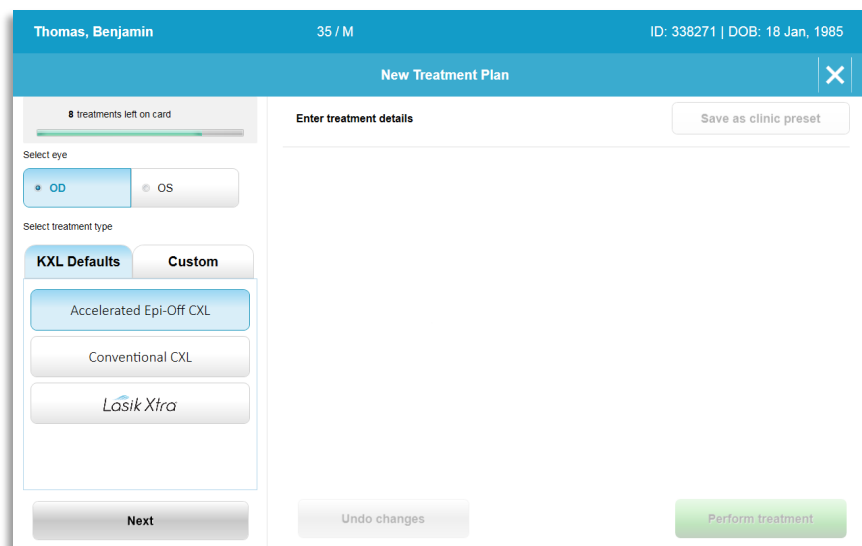 Thomas, Benjamin 35 / M ID: 338271 | DOB: 18 Jan, 1985
New Treatment Plan
8 treatments left on card
Enter treatment details
Save as clinic preset
Select eye
OD OS
Select treatment type
KXL Defaults Custom
Accelerated Epi-Off CXL
Conventional CXL
Lasik Xtra
Next
Undo changes
Perform treatment